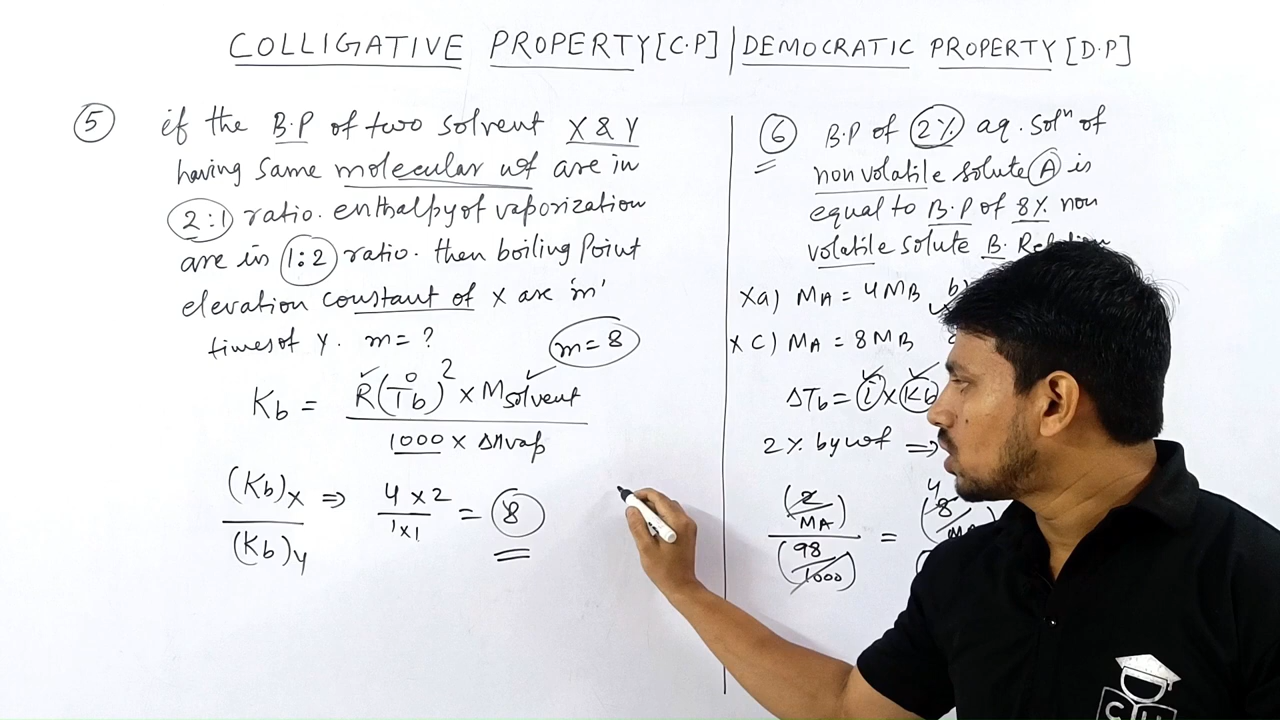 COLLIGATIVE PROPERTY [C.P] | DEMOCRATIC PROPERTY [D.P]
5 if the B.P of two solvent X & Y
having same molecular wt are in
2:1 ratio. enthalpy of vaporization
are in 1:2 ratio. then boiling Point
elevation constant of X are 'm'
times of Y. m = ?
m = 8
Kb = R(T°b)² × Msolvent
1000 × ΔHvap
(Kb)X ⇒ 4 × 2 = 8
(Kb)Y 1×1
6 B.P of 2% aq. solⁿ of
non volatile solute A is
equal to B.P of 8% non
volatile solute B.
X a) MA = 4MB b)
X c) MA = 8MB
ΔTb = i × Kb
2% by wt ⇒
(2/MA) = 4 (8
(98/1000)